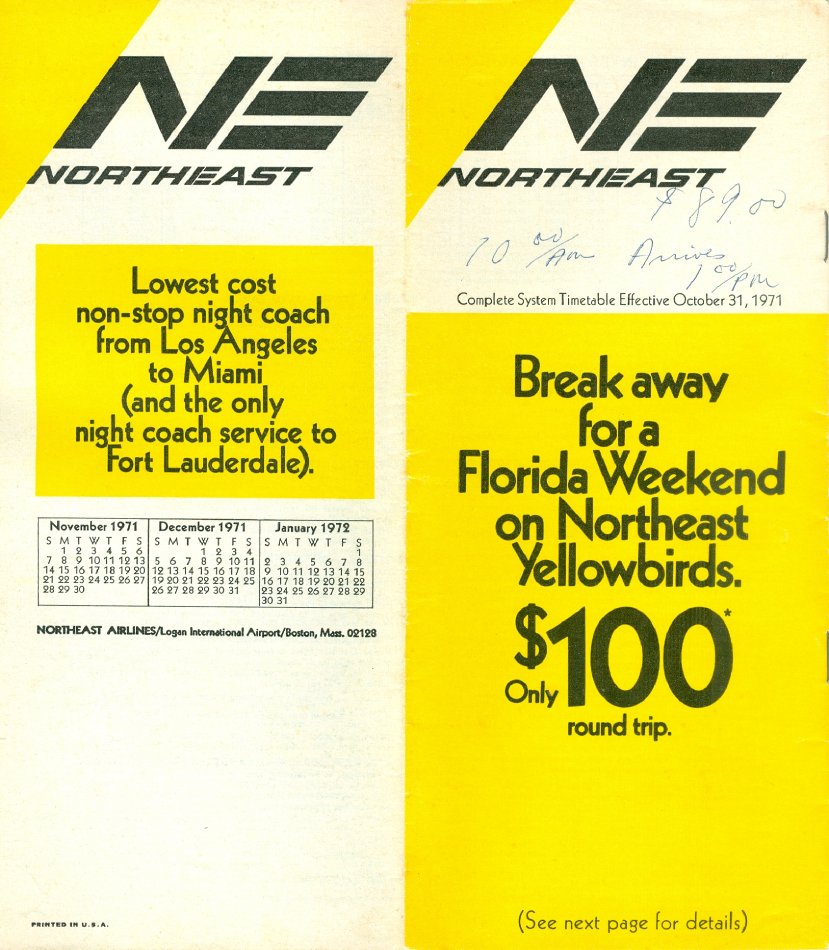 NE
NORTHEAST
Lowest cost
non-stop night coach
from Los Angeles
to Miami
(and the only
night coach service to
Fort Lauderdale).
November 1971
S M T W T F S
1 2 3 4 5 6
7 8 9 10 11 12 13
14 15 16 17 18 19 20
21 22 23 24 25 26 27
28 29 30
December 1971
S M T W T F S
1 2 3 4
5 6 7 8 9 10 11
12 13 14 15 16 17 18
19 20 21 22 23 24 25
26 27 28 29 30 31
January 1972
S M T W T F S
1
2 3 4 5 6 7 8
9 10 11 12 13 14 15
16 17 18 19 20 21 22
23 24 25 26 27 28 29
30 31
NORTHEAST AIRLINES/Logan International Airport/Boston, Mass. 02128
PRINTED IN U.S.A.
NE
NORTHEAST
$89.00
10 00/AM Arrives
1 00/PM
Complete System Timetable Effective October 31, 1971
Break away
for a
Florida Weekend
on Northeast
Yellowbirds.
Only $100*
round trip.
(See next page for details)